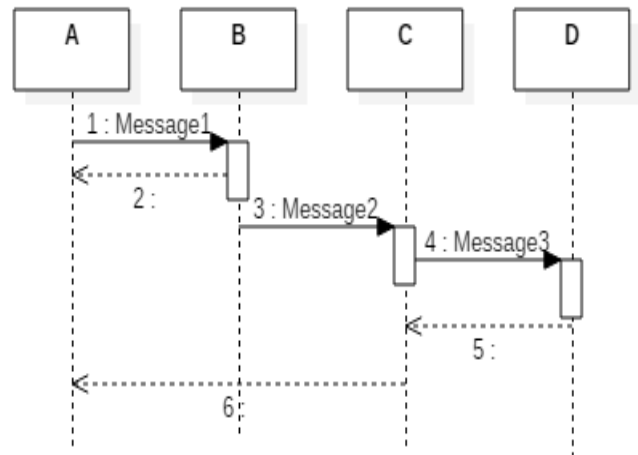 A B C D
1 : Message1
2 :
3 : Message2
4 : Message3
5 :
6 :